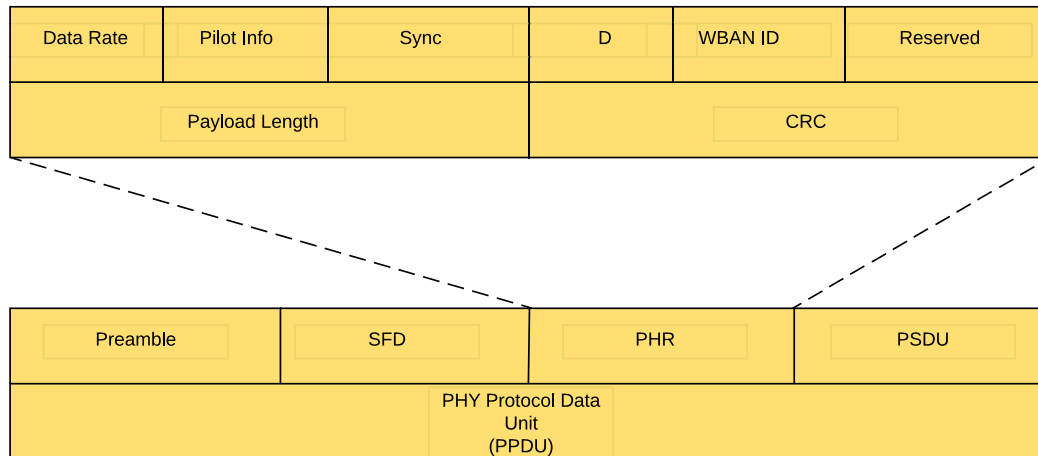 Data Rate Pilot Info Sync D WBAN ID Reserved
Payload Length CRC
Preamble SFD PHR PSDU
PHY Protocol Data
Unit
(PPDU)